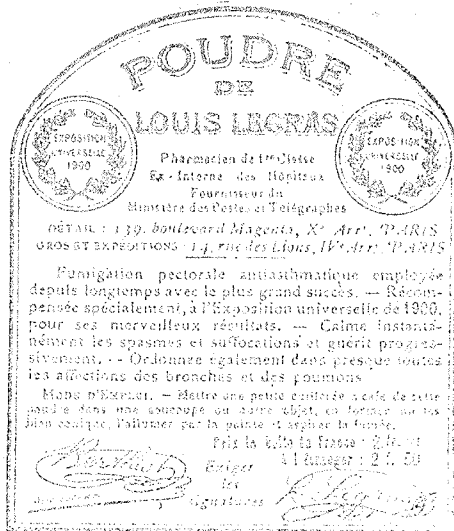 POUDRE
DE
LOUIS LEGRAS
EXPOSITION
UNIVERSELLE
1900
EXPOSITION
UNIVERSELLE
1900
Pharmacien de 1re Classe
Ex-Interne des Hôpitaux
Fournisseur du
Ministère des Postes et Télégraphes
DÉTAIL : 139, boulevard Magenta, Xe Arrt, PARIS
GROS ET EXPÉDITIONS : 14, rue des Lions, IVe Arrt, PARIS
Fumigation pectorale antiasthmatique employée
depuis longtemps avec le plus grand succès. — Récom-
pensée spécialement, à l'Exposition universelle de 1900,
pour ses merveilleux résultats. — Calme instanta-
nément les spasmes et suffocations et guérit progres-
sivement. — Ordonnée également dans presque toutes
les affections des bronches et des poumons.
MODE D'EMPLOI. — Mettre une petite cuillerée à café de cette
poudre dans une soucoupe ou autre objet, en former un tas
bien conique, l'allumer par la pointe et aspirer la fumée.
Prix la boîte en France : 2 fr.
à l'étranger : 2 f. 50
Exiger
les
signatures